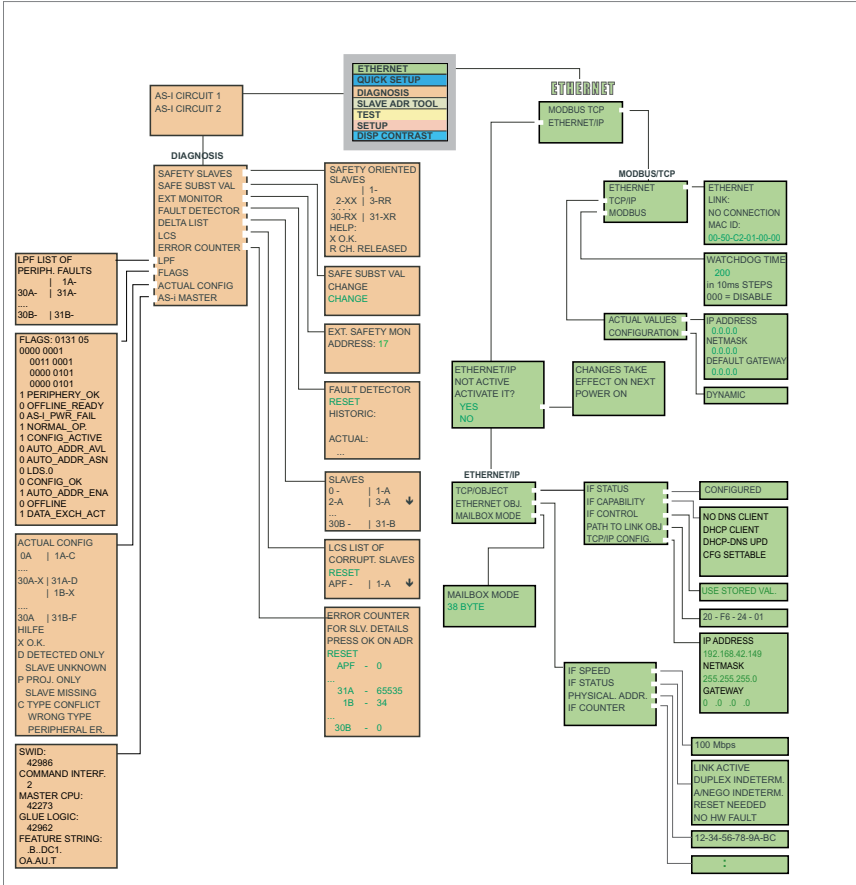 ETHERNET
QUICK SETUP
DIAGNOSIS
SLAVE ADR TOOL
TEST
SETUP
DISP CONTRAST
AS-I CIRCUIT 1
AS-I CIRCUIT 2
DIAGNOSIS
SAFETY SLAVES
SAFE SUBST VAL
EXT MONITOR
FAULT DETECTOR
DELTA LIST
LCS
ERROR COUNTER
LPF
FLAGS
ACTUAL CONFIG
AS-i MASTER
LPF LIST OF
PERIPH. FAULTS
| 1A-
30A- | 31A-
....
30B- | 31B-
FLAGS: 0131 05
0000 0001
0011 0001
0000 0101
0000 0101
1 PERIPHERY_OK
0 OFFLINE_READY
0 AS-I_PWR_FAIL
1 NORMAL_OP.
1 CONFIG_ACTIVE
0 AUTO_ADDR_AVL
0 AUTO_ADDR_ASN
0 LDS.0
0 CONFIG_OK
1 AUTO_ADDR_ENA
0 OFFLINE
1 DATA_EXCH_ACT
ACTUAL CONFIG
0A | 1A-C
....
30A-X | 31A-D
| 1B-X
....
30A | 31B-F
HILFE
X O.K.
D DETECTED ONLY
SLAVE UNKNOWN
P PROJ. ONLY
SLAVE MISSING
C TYPE CONFLICT
WRONG TYPE
PERIPHERAL ER.
SWID:
42986
COMMAND INTERF.
2
MASTER CPU:
42273
GLUE LOGIC:
42962
FEATURE STRING:
.B..DC1.
OA.AU.T
SAFETY ORIENTED
SLAVES
| 1-
2-XX | 3-RR
....
30-RX | 31-XR
HELP:
X O.K.
R CH. RELEASED
SAFE SUBST VAL
CHANGE
CHANGE
EXT. SAFETY MON
ADDRESS: 17
FAULT DETECTOR
RESET
HISTORIC:
ACTUAL:
...
SLAVES
0 - | 1-A
2-A | 3-A ↓
...
30B - | 31-B
LCS LIST OF
CORRUPT. SLAVES
RESET
APF - | 1-A ↓
ERROR COUNTER
FOR SLV. DETAILS
PRESS OK ON ADR
RESET
APF - 0
...
31A - 65535
1B - 34
...
30B - 0
ETHERNET
MODBUS TCP
ETHERNET/IP
MODBUS/TCP
ETHERNET
TCP/IP
MODBUS
ETHERNET
LINK:
NO CONNECTION
MAC ID:
00-50-C2-01-00-00
WATCHDOG TIME
200
in 10ms STEPS
000 = DISABLE
ACTUAL VALUES
CONFIGURATION
IP ADDRESS
0.0.0.0
NETMASK
0.0.0.0
DEFAULT GATEWAY
0.0.0.0
DYNAMIC
ETHERNET/IP
NOT ACTIVE
ACTIVATE IT?
YES
NO
CHANGES TAKE
EFFECT ON NEXT
POWER ON
ETHERNET/IP
TCP/OBJECT
ETHERNET OBJ.
MAILBOX MODE
MAILBOX MODE
38 BYTE
IF STATUS
IF CAPABILITY
IF CONTROL
PATH TO LINK OBJ
TCP/IP CONFIG.
CONFIGURED
NO DNS CLIENT
DHCP CLIENT
DHCP-DNS UPD
CFG SETTABLE
USE STORED VAL.
20 - F6 - 24 - 01
IP ADDRESS
192.168.42.149
NETMASK
255.255.255.0
GATEWAY
0 .0 .0 .0
IF SPEED
IF STATUS
PHYSICAL. ADDR.
IF COUNTER
100 Mbps
LINK ACTIVE
DUPLEX INDETERM.
A/NEGO INDETERM.
RESET NEEDED
NO HW FAULT
12-34-56-78-9A-BC
: